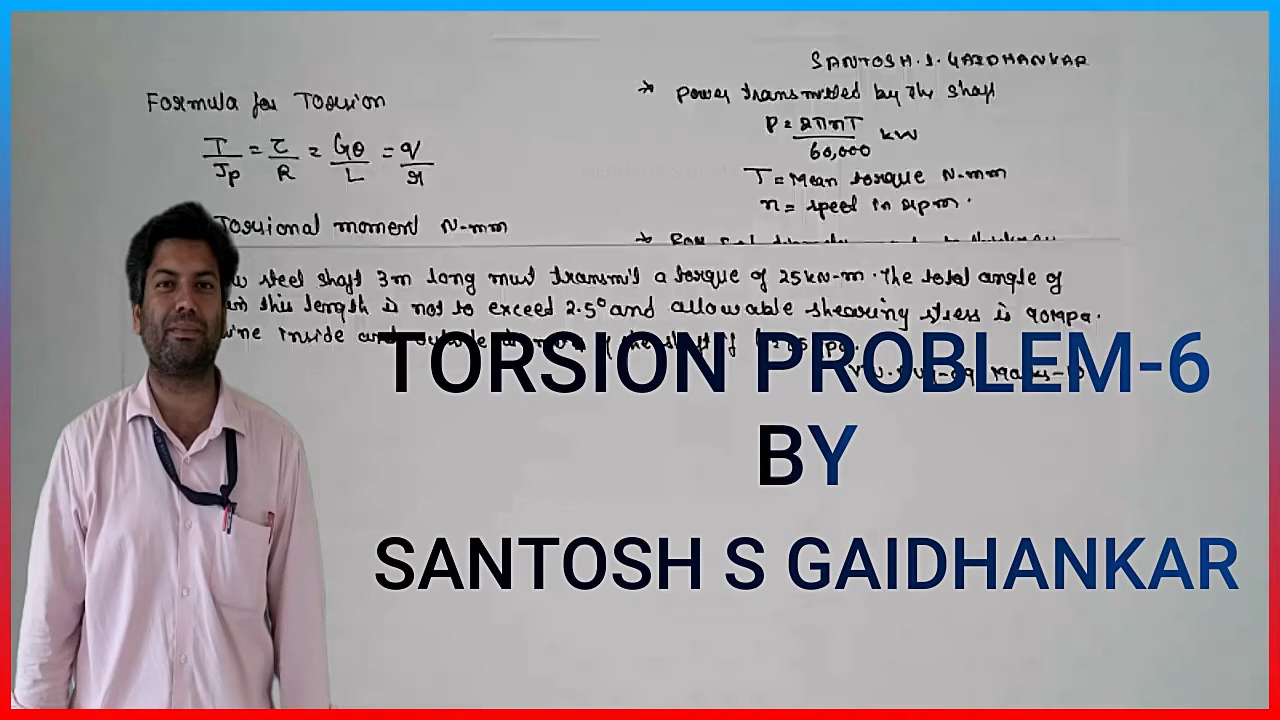 SANTOSH.S.GAIDHANKAR
Formula for Torsion
T/Jp = τ/R = Gθ/L = q/r
Torsional moment N-mm
→ Power transmitted by the shaft
P = 2πnT/60,000 kW
T = Mean torque N-mm
n = speed in rpm.
steel shaft 3m long must transmit a torque of 25kN-m. The total angle of
this length is not to exceed 2.5° and allowable shearing stress is 90Mpa.
inside and
TORSION PROBLEM-6
BY
SANTOSH S GAIDHANKAR